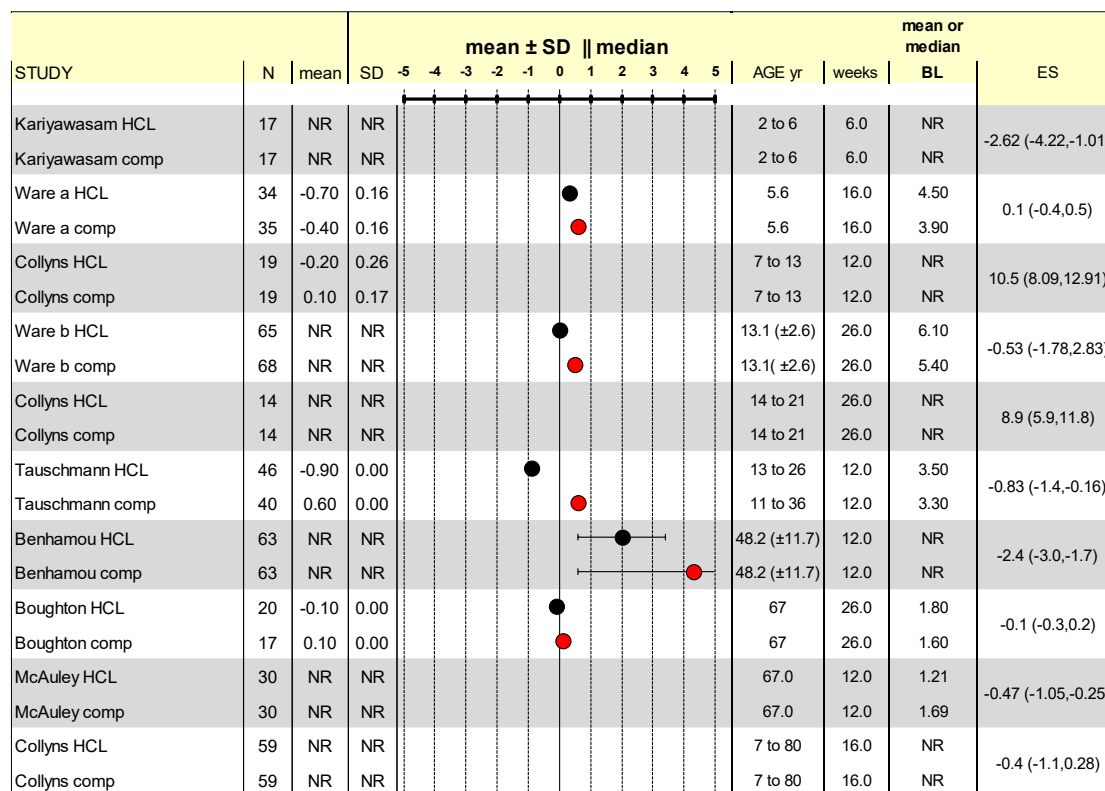 mean or
mean ± SD || median median
STUDY N mean SD -5 -4 -3 -2 -1 0 1 2 3 4 5 AGE yr weeks BL ES
Kariyawasam HCL 17 NR NR 2 to 6 6.0 NR
-2.62 (-4.22,-1.01
Kariyawasam comp 17 NR NR 2 to 6 6.0 NR
Ware a HCL 34 -0.70 0.16 5.6 16.0 4.50
0.1 (-0.4,0.5)
Ware a comp 35 -0.40 0.16 5.6 16.0 3.90
Collyns HCL 19 -0.20 0.26 7 to 13 12.0 NR
10.5 (8.09,12.91)
Collyns comp 19 0.10 0.17 7 to 13 12.0 NR
Ware b HCL 65 NR NR 13.1 (±2.6) 26.0 6.10
-0.53 (-1.78,2.83)
Ware b comp 68 NR NR 13.1( ±2.6) 26.0 5.40
Collyns HCL 14 NR NR 14 to 21 26.0 NR
8.9 (5.9,11.8)
Collyns comp 14 NR NR 14 to 21 26.0 NR
Tauschmann HCL 46 -0.90 0.00 13 to 26 12.0 3.50
-0.83 (-1.4,-0.16)
Tauschmann comp 40 0.60 0.00 11 to 36 12.0 3.30
Benhamou HCL 63 NR NR 48.2 (±11.7) 12.0 NR
-2.4 (-3.0,-1.7)
Benhamou comp 63 NR NR 48.2 (±11.7) 12.0 NR
Boughton HCL 20 -0.10 0.00 67 26.0 1.80
-0.1 (-0.3,0.2)
Boughton comp 17 0.10 0.00 67 26.0 1.60
McAuley HCL 30 NR NR 67.0 12.0 1.21
-0.47 (-1.05,-0.25
McAuley comp 30 NR NR 67.0 12.0 1.69
Collyns HCL 59 NR NR 7 to 80 16.0 NR
-0.4 (-1.1,0.28)
Collyns comp 59 NR NR 7 to 80 16.0 NR